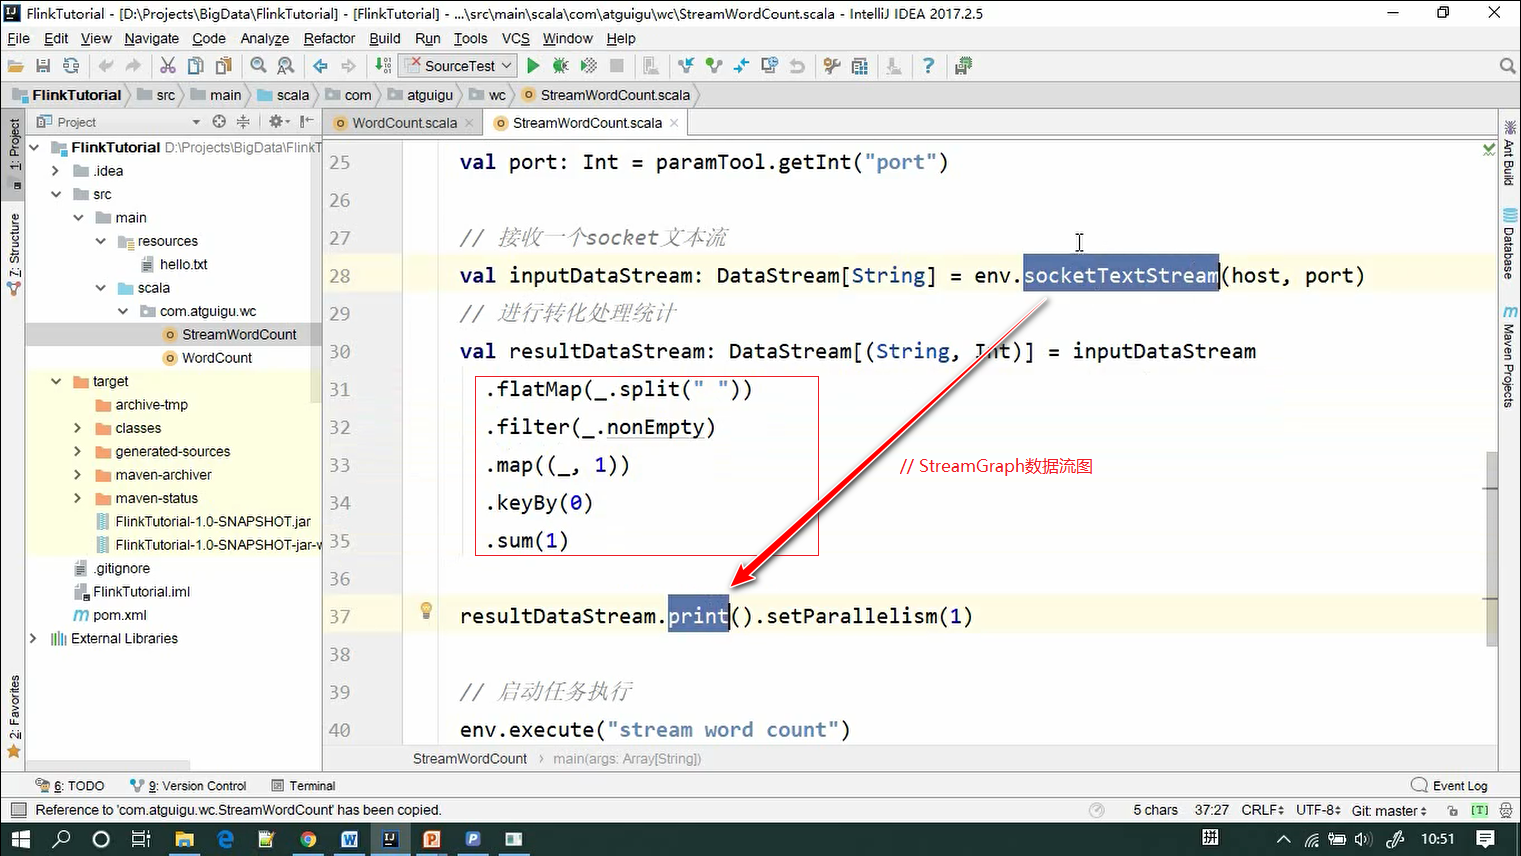 FlinkTutorial - [D:\Projects\BigData\FlinkTutorial] - [FlinkTutorial] - ...\src\main\scala\com\atguigu\wc\StreamWordCount.scala - IntelliJ IDEA 2017.2.5
File Edit View Navigate Code Analyze Refactor Build Run Tools VCS Window Help
SourceTest
FlinkTutorial src main scala com atguigu wc StreamWordCount.scala
Project
WordCount.scala
StreamWordCount.scala
1: Project
7: Structure
2: Favorites
FlinkTutorial D:\Projects\BigData\FlinkT
.idea
src
main
resources
hello.txt
scala
com.atguigu.wc
StreamWordCount
WordCount
target
archive-tmp
classes
generated-sources
maven-archiver
maven-status
FlinkTutorial-1.0-SNAPSHOT.jar
FlinkTutorial-1.0-SNAPSHOT-jar-w
.gitignore
FlinkTutorial.iml
pom.xml
External Libraries
25 val port: Int = paramTool.getInt("port")
26
27 // 接收一个socket文本流
28 val inputDataStream: DataStream[String] = env.socketTextStream(host, port)
29 // 进行转化处理统计
30 val resultDataStream: DataStream[(String, Int)] = inputDataStream
31 .flatMap(_.split(" "))
32 .filter(_.nonEmpty)
33 .map((_, 1))
34 .keyBy(0)
35 .sum(1)
36
37 resultDataStream.print().setParallelism(1)
38
39 // 启动任务执行
40 env.execute("stream word count")
// StreamGraph数据流图
StreamWordCount › main(args: Array[String])
Ant Build
Database
Maven Projects
6: TODO 9: Version Control Terminal Event Log
Reference to 'com.atguigu.wc.StreamWordCount' has been copied. 5 chars 37:27 CRLF UTF-8 Git: master [T]
拼 10:51